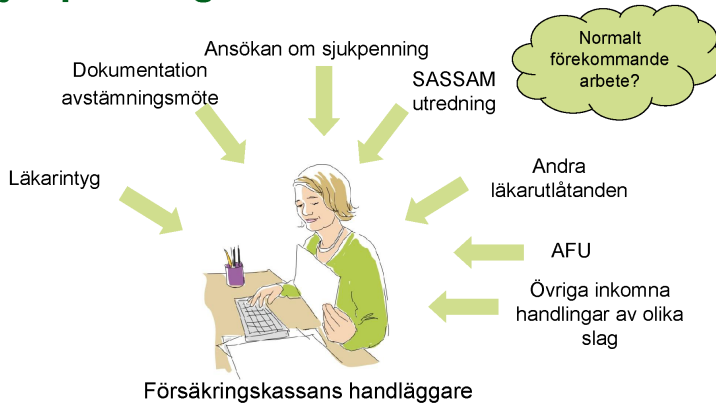 Ansökan om sjukpenning
Dokumentation
avstämningsmöte
SASSAM
utredning
Normalt
förekommande
arbete?
Läkarintyg
Andra
läkarutlåtanden
AFU
Övriga inkomna
handlingar av olika
slag
Försäkringskassans handläggare